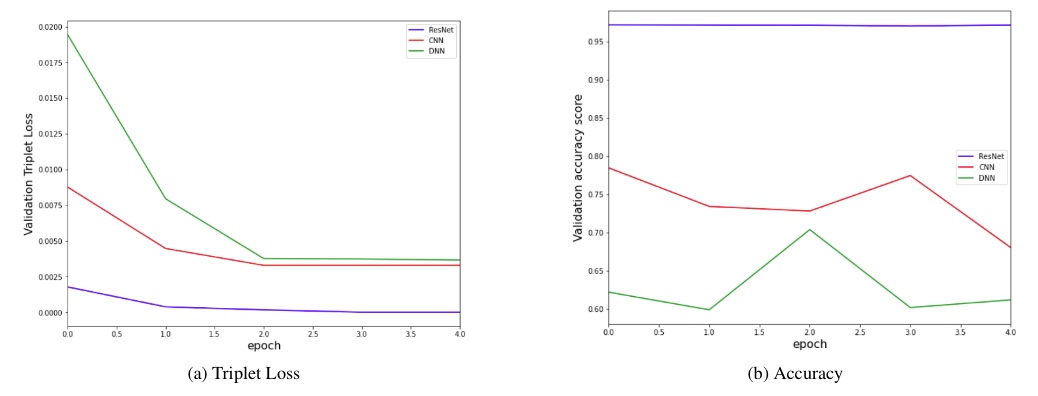 0.0200
0.0175
0.0150
0.0125
0.0100
0.0075
0.0050
0.0025
0.0000
Validation Triplet Loss
ResNet
CNN
DNN
0.0 0.5 1.0 1.5 2.0 2.5 3.0 3.5 4.0
epoch
(a) Triplet Loss
0.95
0.90
0.85
0.80
0.75
0.70
0.65
0.60
Validation accuracy score
ResNet
CNN
DNN
0.0 0.5 1.0 1.5 2.0 2.5 3.0 3.5 4.0
epoch
(b) Accuracy